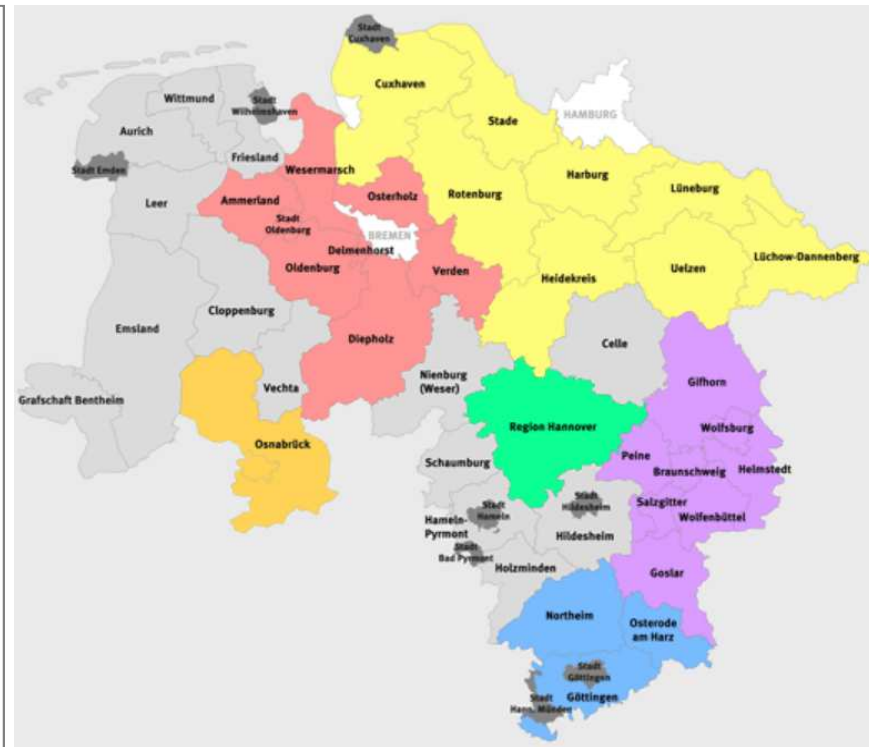 Stadt
Cuxhaven
Cuxhaven
Wittmund
Stadt
Wilhelmshaven
Stade
HAMBURG
Aurich
Friesland
Stadt Emden
Wesermarsch
Harburg
Lüneburg
Osterholz
Rotenburg
Leer
Ammerland
Stadt
Oldenburg
BREMEN
Delmenhorst
Oldenburg
Verden
Heidekreis
Uelzen
Lüchow-Dannenberg
Cloppenburg
Emsland
Diepholz
Celle
Nienburg
(Weser)
Vechta
Gifhorn
Grafschaft Bentheim
Region Hannover
Wolfsburg
Osnabrück
Schaumburg
Peine
Braunschweig
Helmstedt
Stadt
Hameln
Stadt
Hildesheim
Salzgitter
Wolfenbüttel
Hameln-
Pyrmont
Hildesheim
Stadt
Bad Pyrmont
Holzminden
Goslar
Northeim
Osterode
am Harz
Stadt
Göttingen
Göttingen
Stadt
Hann. Münden